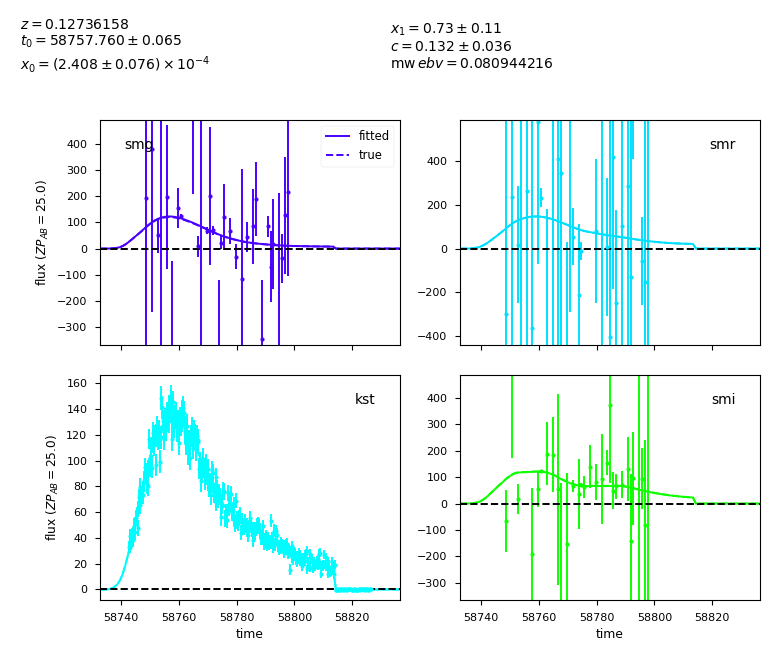 z = 0.12736158
t₀ = 58757.760 ± 0.065
x₀ = (2.408 ± 0.076) × 10⁻⁴
x₁ = 0.73 ± 0.11
c = 0.132 ± 0.036
mw ebv = 0.080944216
smg
fitted
true
400
300
200
100
0
−100
−200
−300
flux (ZP_AB = 25.0)
smr
400
200
0
−200
−400
kst
160
140
120
100
80
60
40
20
0
flux (ZP_AB = 25.0)
58740 58760 58780 58800 58820
time
smi
400
300
200
100
0
−100
−200
−300
58740 58760 58780 58800 58820
time